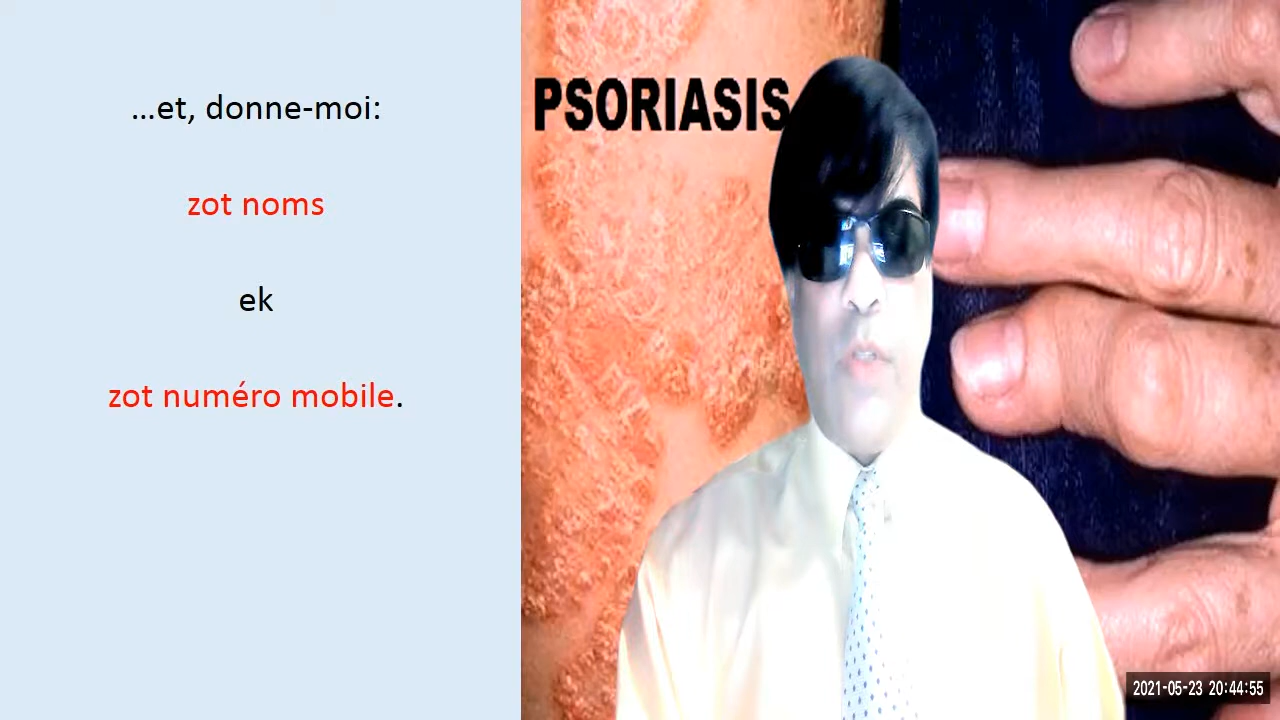 ...et, donne-moi:
zot noms
ek
zot numéro mobile.
PSORIASIS
2021-05-23 20:44:55